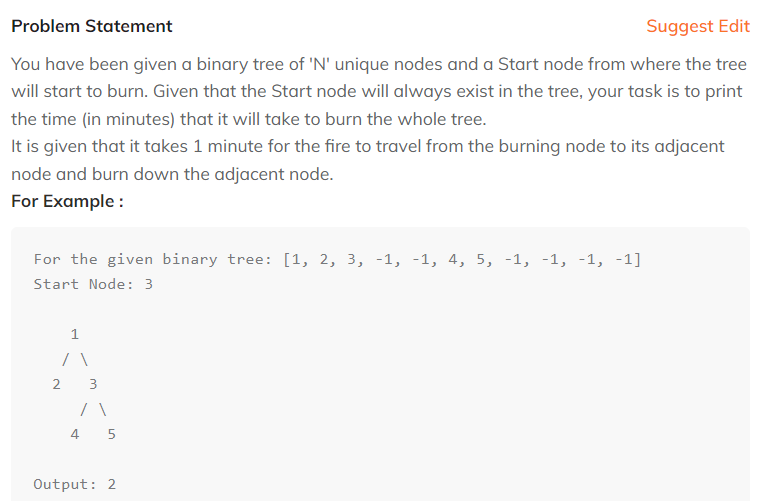 Problem Statement Suggest Edit
You have been given a binary tree of 'N' unique nodes and a Start node from where the tree
will start to burn. Given that the Start node will always exist in the tree, your task is to print
the time (in minutes) that it will take to burn the whole tree.
It is given that it takes 1 minute for the fire to travel from the burning node to its adjacent
node and burn down the adjacent node.
For Example :
For the given binary tree: [1, 2, 3, -1, -1, 4, 5, -1, -1, -1, -1]
Start Node: 3
1
/ \
2 3
/ \
4 5
Output: 2